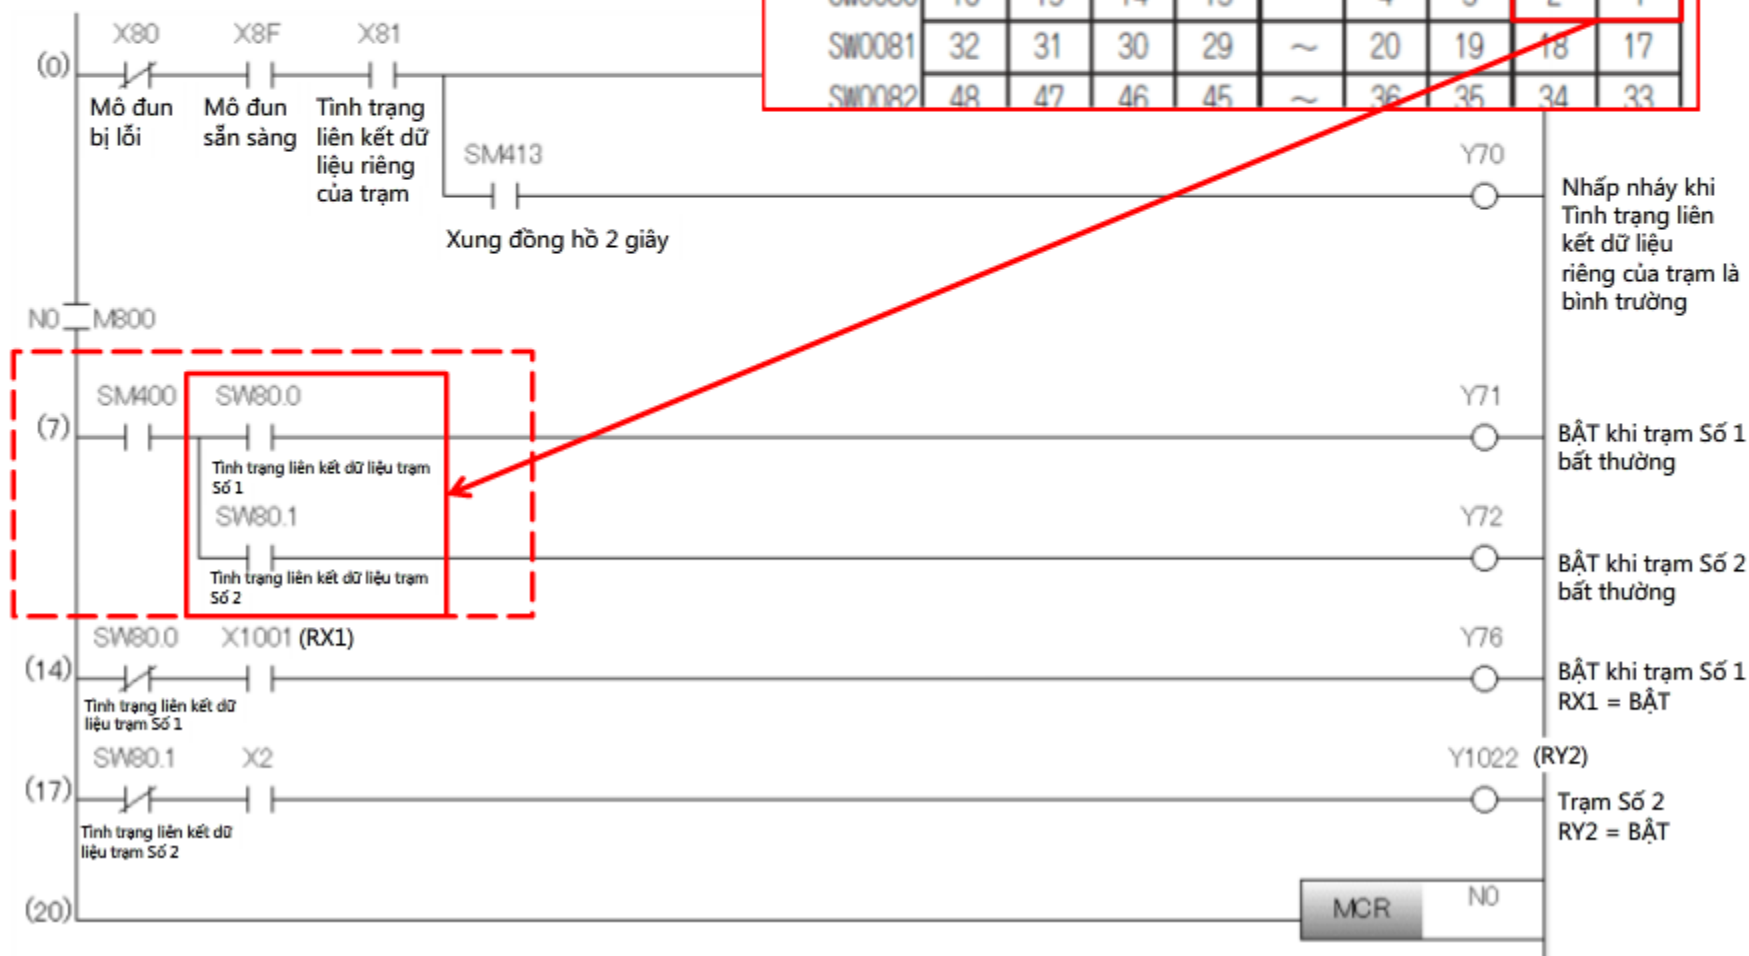 SW0081 32 31 30 29 ~ 20 19 18 17
SW0082 48 47 46 45 ~ 36 35 34 33
X80 X8F X81
(0)
Mô đun
bị lỗi
Mô đun
sẵn sàng
Tình trạng
liên kết dữ
liệu riêng
của trạm
SM413
Y70
Xung đồng hồ 2 giây
Nhấp nháy khi
Tình trạng liên
kết dữ liệu
riêng của trạm là
bình trường
N0 M800
SM400 SW80.0
Y71
(7)
Tình trạng liên kết dữ liệu trạm
Số 1
BẬT khi trạm Số 1
bất thường
SW80.1
Y72
Tình trạng liên kết dữ liệu trạm
Số 2
BẬT khi trạm Số 2
bất thường
SW80.0 X1001 (RX1)
Y76
(14)
Tình trạng liên kết dữ
liệu trạm Số 1
BẬT khi trạm Số 1
RX1 = BẬT
SW80.1 X2
Y1022 (RY2)
(17)
Tình trạng liên kết dữ
liệu trạm Số 2
Trạm Số 2
RY2 = BẬT
(20)
MCR N0